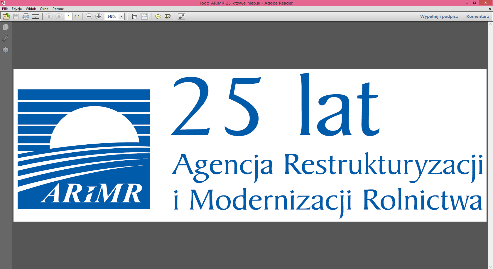 25 lat
Agencja Restrukturyzacji
i Modernizacji Rolnictwa
ARiMR